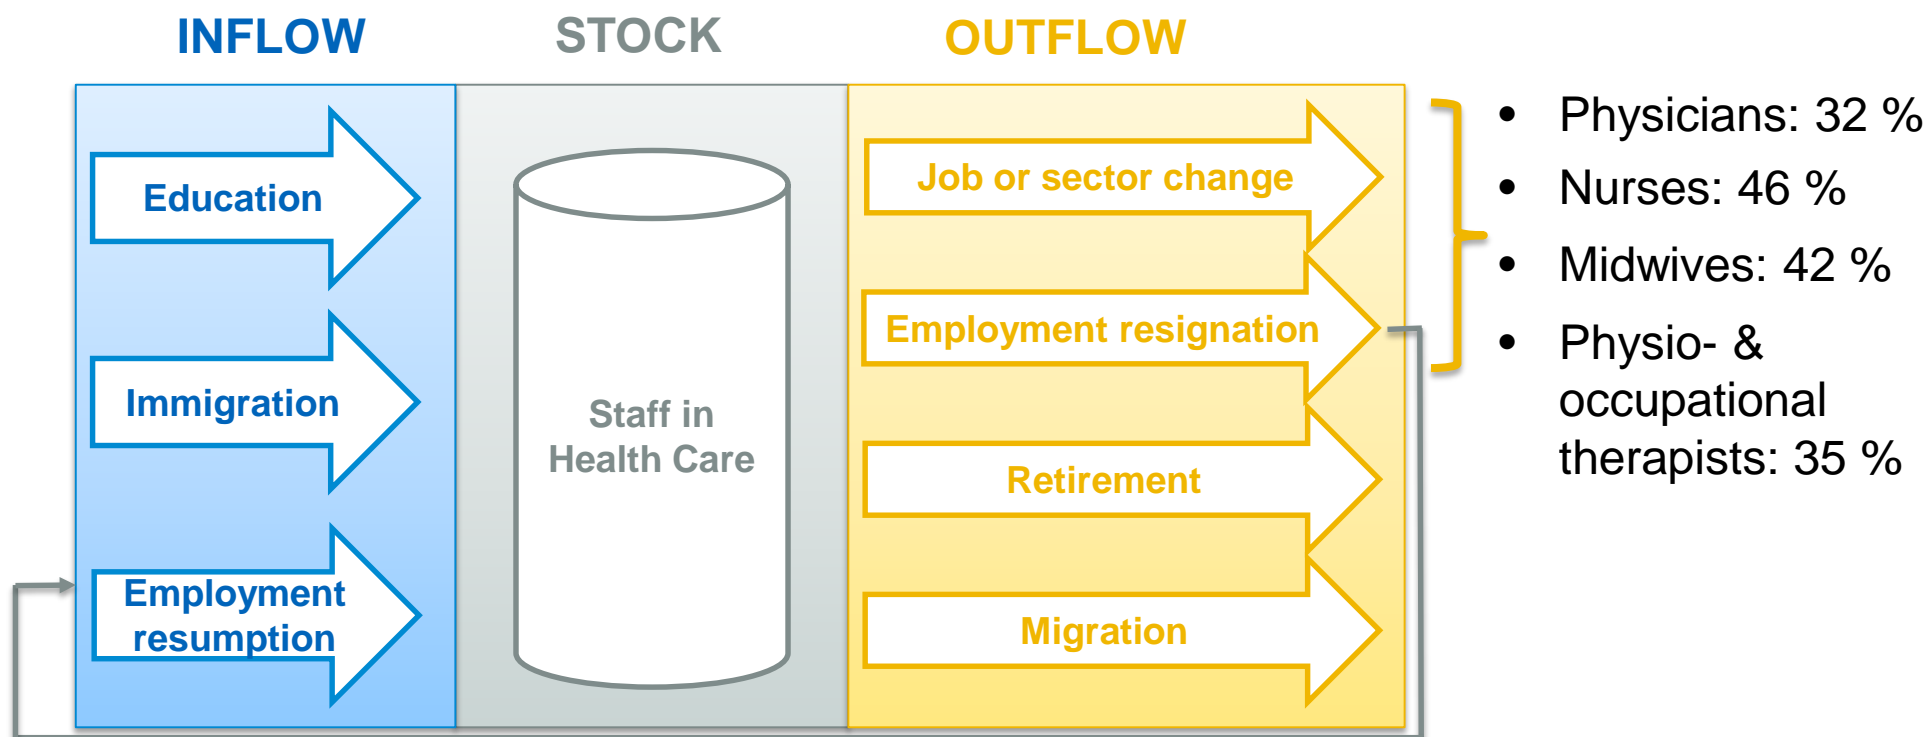 INFLOW
STOCK
OUTFLOW
Education
Immigration
Employment
resumption
Staff in
Health Care
Job or sector change
Employment resignation
Retirement
Migration
• Physicians: 32 %
• Nurses: 46 %
• Midwives: 42 %
• Physio- &
occupational
therapists: 35 %